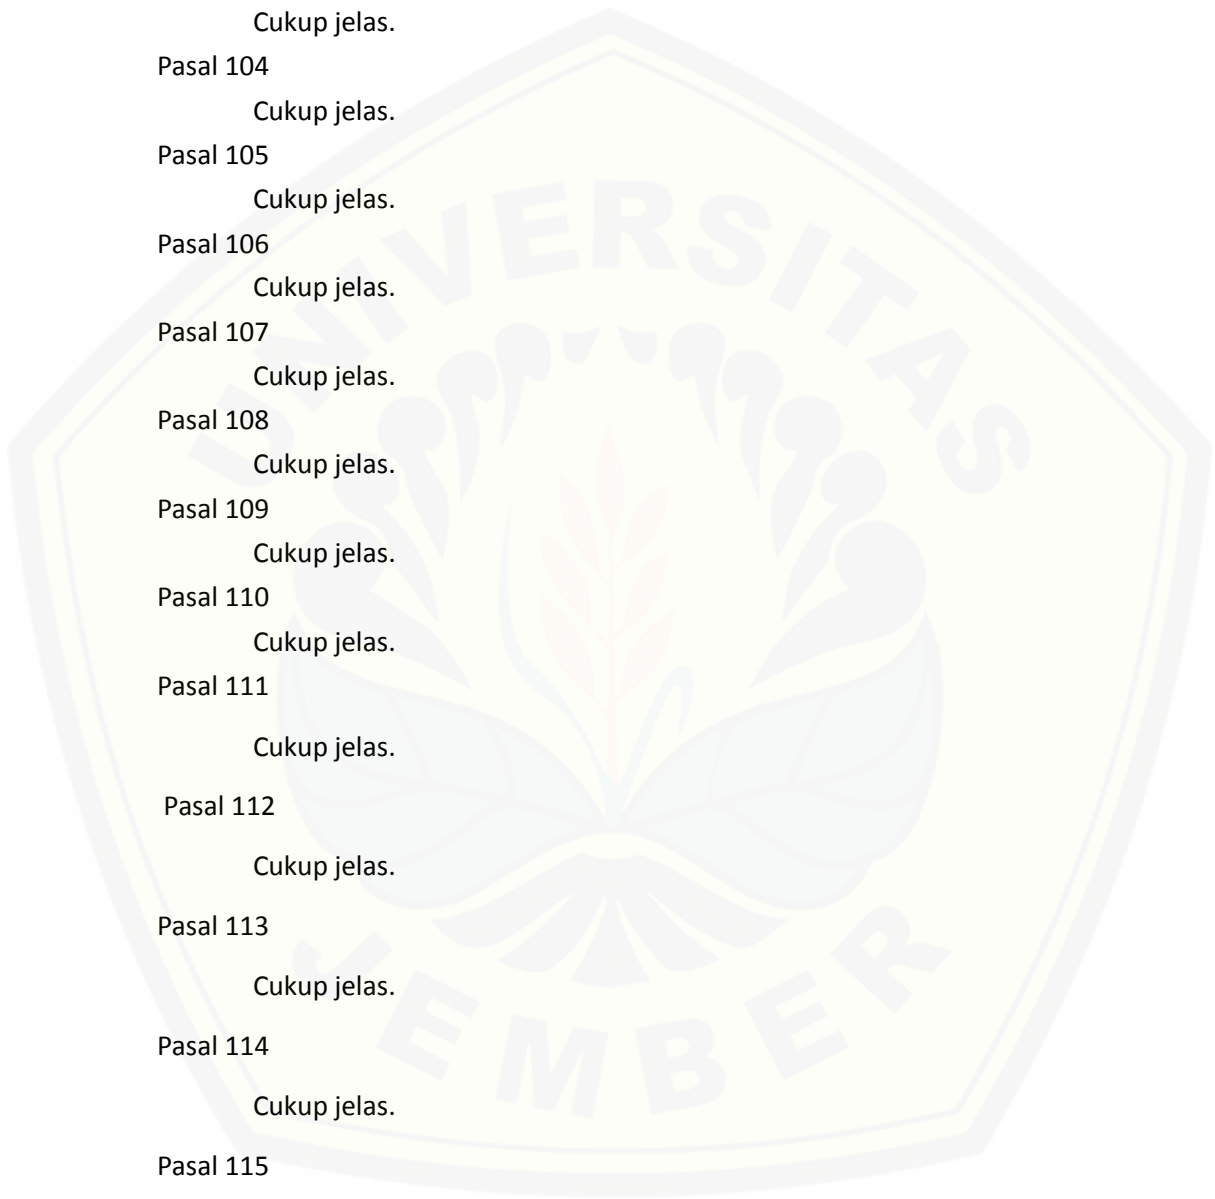 Cukup jelas.
Pasal 104
Cukup jelas.
Pasal 105
Cukup jelas.
Pasal 106
Cukup jelas.
Pasal 107
Cukup jelas.
Pasal 108
Cukup jelas.
Pasal 109
Cukup jelas.
Pasal 110
Cukup jelas.
Pasal 111
Cukup jelas.
Pasal 112
Cukup jelas.
Pasal 113
Cukup jelas.
Pasal 114
Cukup jelas.
Pasal 115
UNIVERSITAS
JEMBER